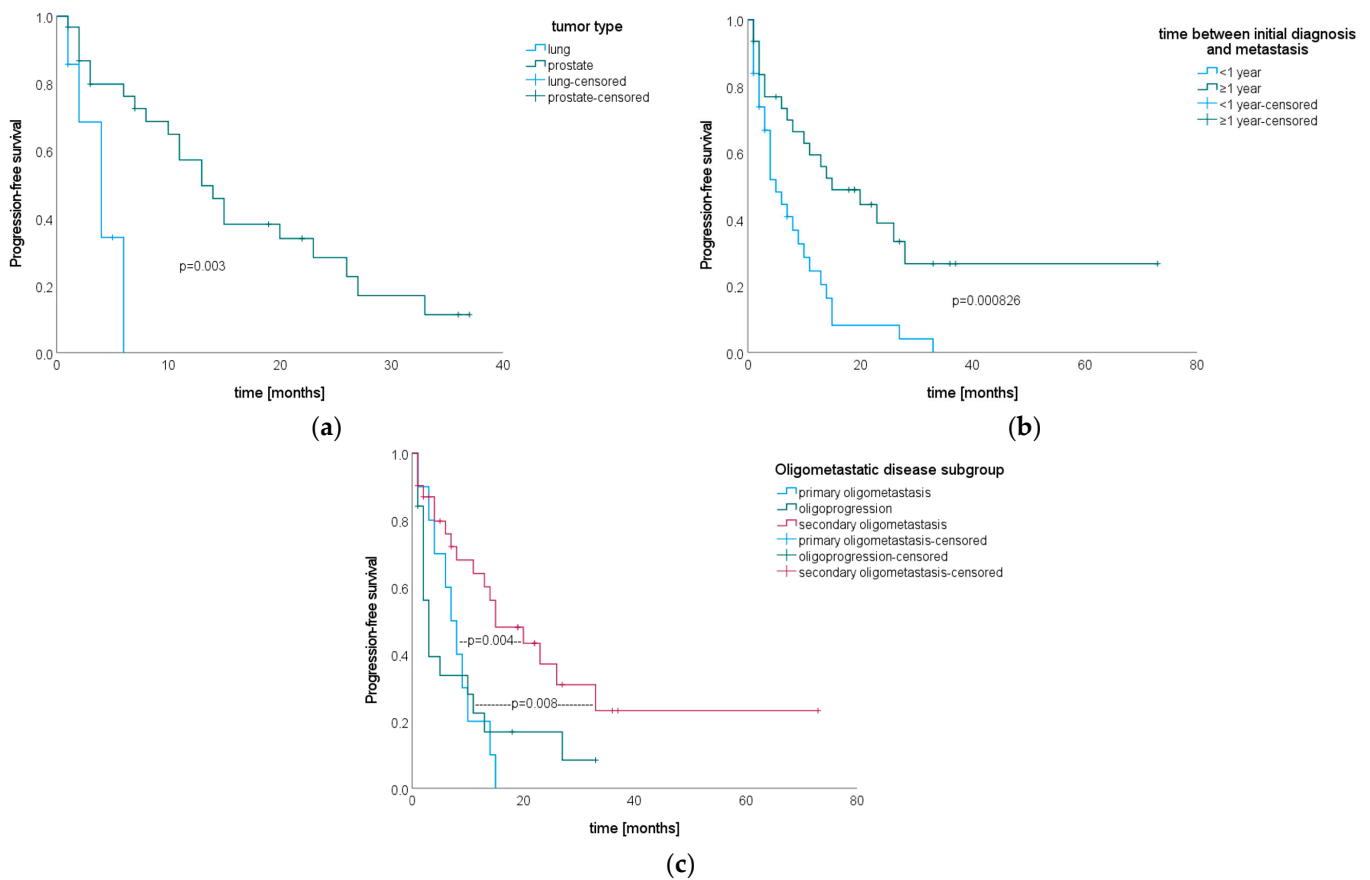 tumor type
lung
prostate
lung-censored
prostate-censored
Progression-free survival
1.0
0.8
0.6
0.4
0.2
0.0
p=0.003
0
10
20
30
40
time [months]
(a)
time between initial diagnosis
and metastasis
<1 year
≥1 year
<1 year-censored
≥1 year-censored
Progression-free survival
1.0
0.8
0.6
0.4
0.2
0.0
p=0.000826
0
20
40
60
80
time [months]
(b)
Oligometastatic disease subgroup
primary oligometastasis
oligoprogression
secondary oligometastasis
primary oligometastasis-censored
oligoprogression-censored
secondary oligometastasis-censored
Progression-free survival
1.0
0.8
0.6
0.4
0.2
0.0
p=0.004
p=0.008
0
20
40
60
80
time [months]
(c)